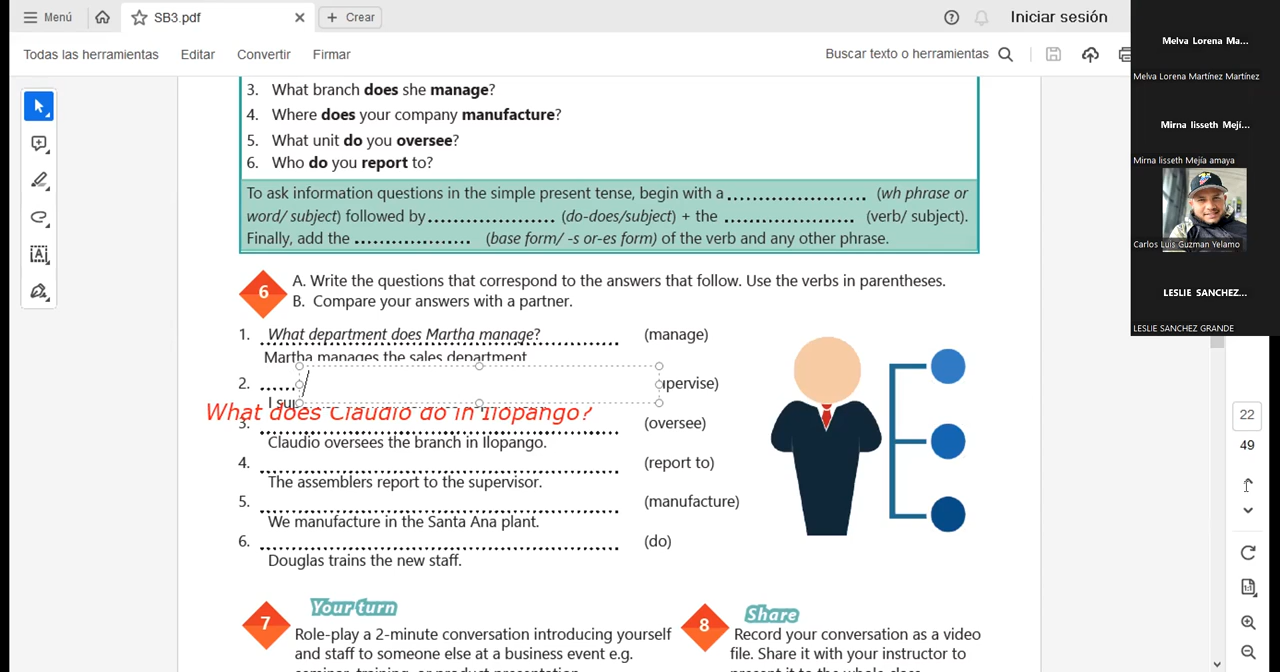 Menú
SB3.pdf
Crear
Iniciar sesión
Todas las herramientas
Editar
Convertir
Firmar
Buscar texto o herramientas
Melva Lorena Ma...
Melva Lorena Martínez Martínez
Mirna lisseth Mejí...
Mirna lisseth Mejía amaya
Carlos Luis Guzman Yelamo
LESLIE SANCHEZ...
LESLIE SANCHEZ GRANDE
3. What branch does she manage?
4. Where does your company manufacture?
5. What unit do you oversee?
6. Who do you report to?
To ask information questions in the simple present tense, begin with a ...................... (wh phrase or
word/ subject) followed by ..................... (do-does/subject) + the ..................... (verb/ subject).
Finally, add the ................... (base form/ -s or-es form) of the verb and any other phrase.
6
A. Write the questions that correspond to the answers that follow. Use the verbs in parentheses.
B. Compare your answers with a partner.
1. What department does Martha manage? (manage)
Martha manages the sales department
2. ...... / upervise)
I su
What does Claudio do in Ilopango?
3. (oversee)
Claudio oversees the branch in Ilopango.
4. (report to)
The assemblers report to the supervisor.
5. (manufacture)
We manufacture in the Santa Ana plant.
6. (do)
Douglas trains the new staff.
7
Your turn
Role-play a 2-minute conversation introducing yourself
and staff to someone else at a business event e.g.
8
Share
Record your conversation as a video
file. Share it with your instructor to
22
49